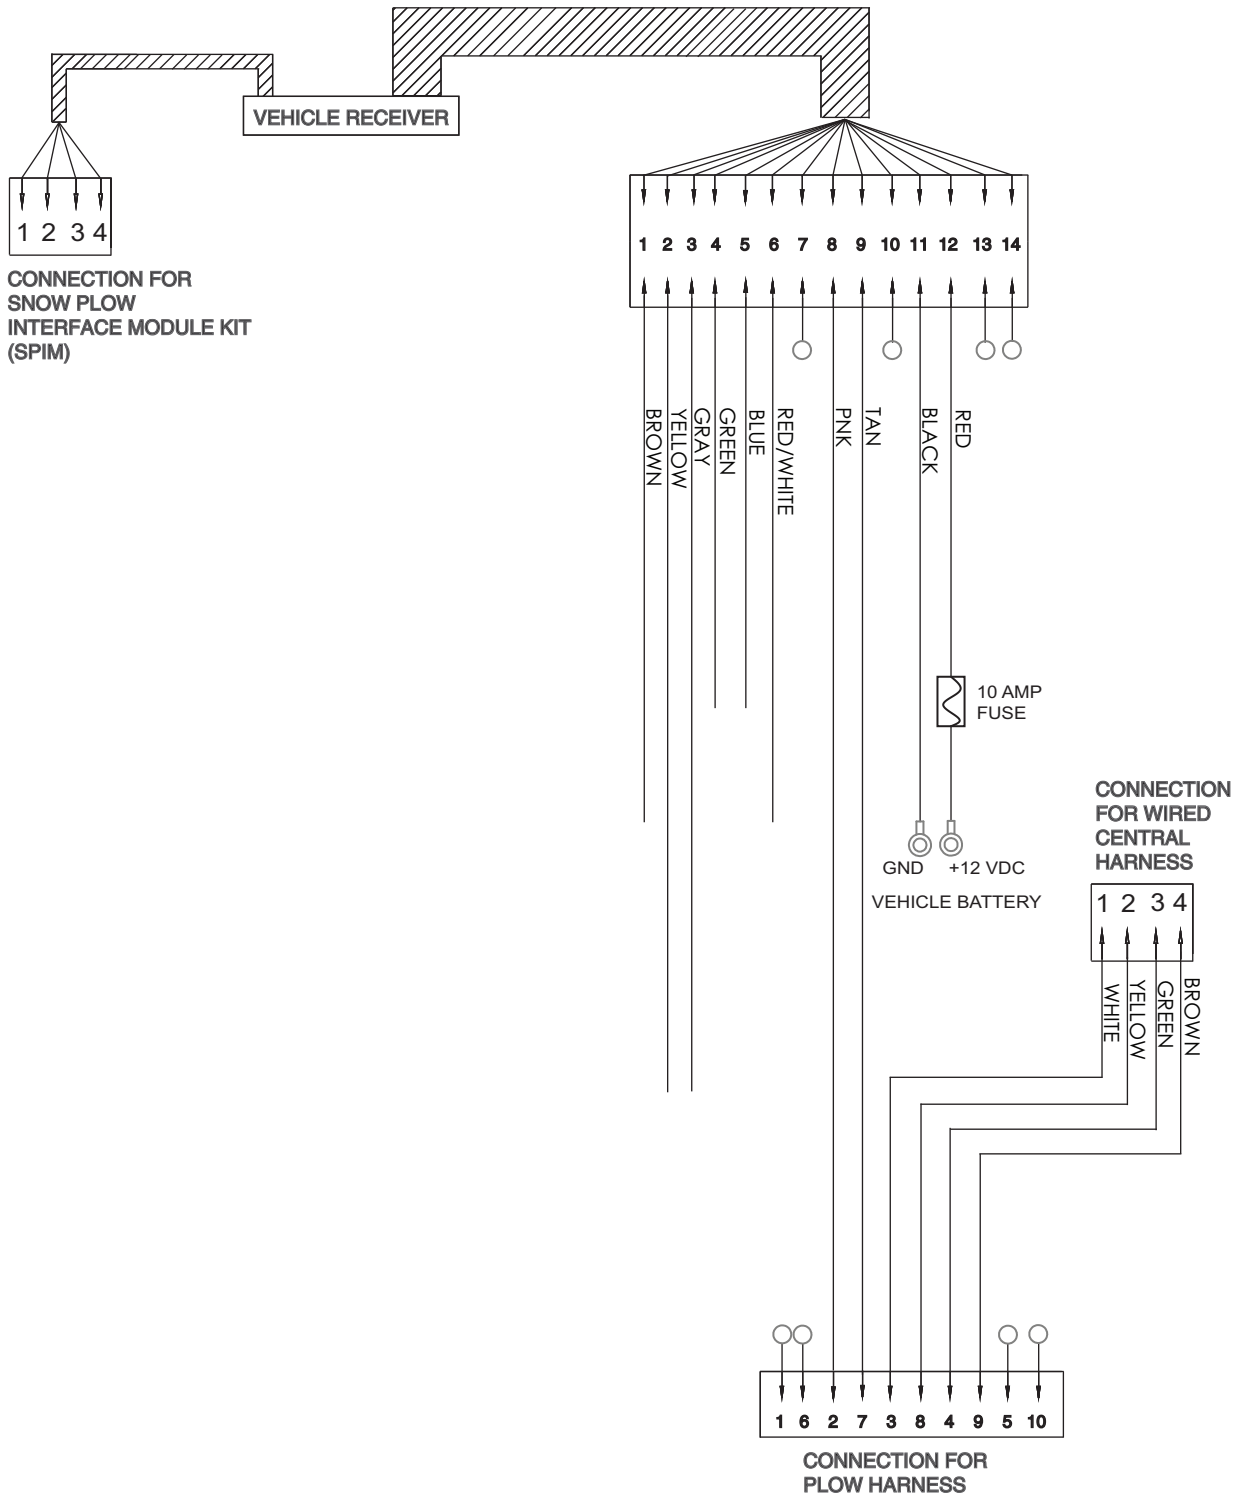 VEHICLE RECEIVER
1 2 3 4
CONNECTION FOR
SNOW PLOW
INTERFACE MODULE KIT
(SPIM)
1 2 3 4 5 6 7 8 9 10 11 12 13 14
BROWN
YELLOW
GRAY
GREEN
BLUE
RED/WHITE
PNK
TAN
BLACK
RED
10 AMP
FUSE
GND
+12 VDC
VEHICLE BATTERY
CONNECTION
FOR WIRED
CENTRAL
HARNESS
1 2 3 4
WHITE
YELLOW
GREEN
BROWN
1 6 2 7 3 8 4 9 5 10
CONNECTION FOR
PLOW HARNESS